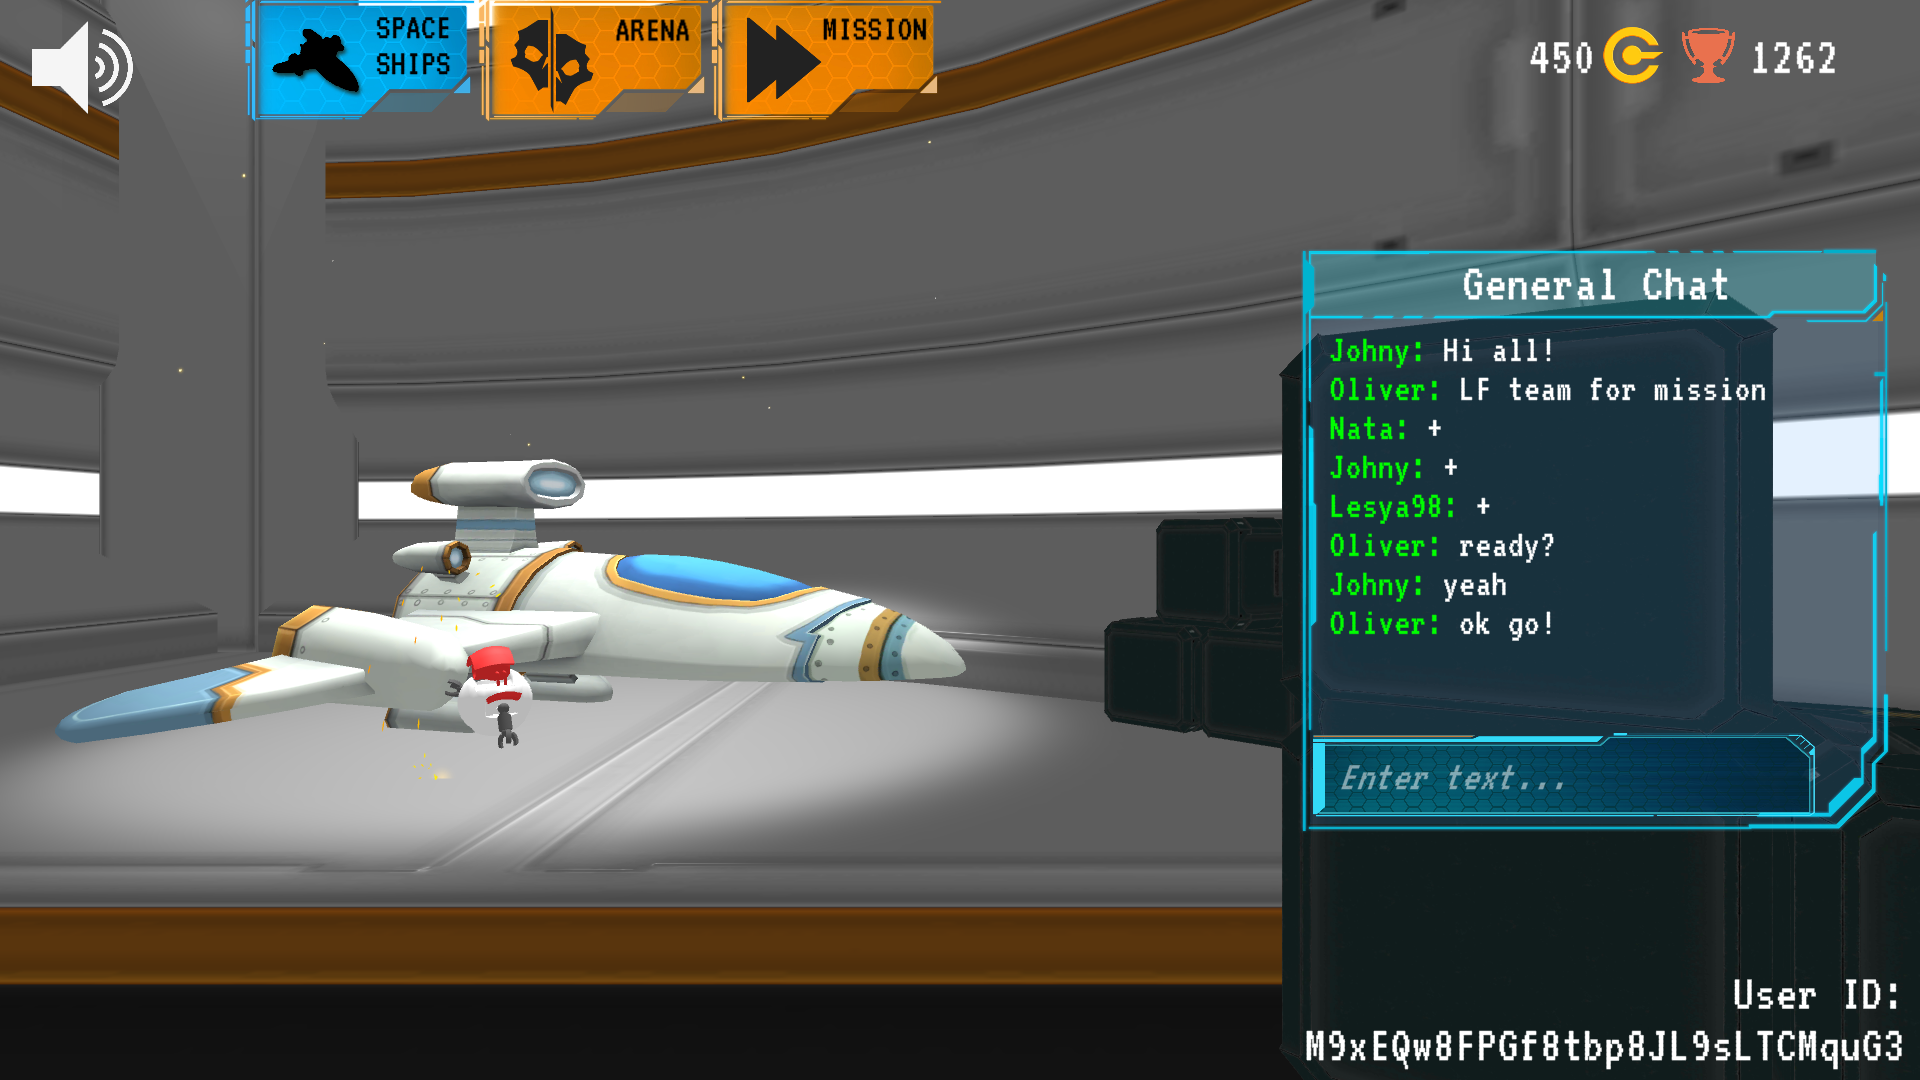 SPACE
SHIPS
ARENA
MISSION
450
1262
General Chat
Johny: Hi all!
Oliver: LF team for mission
Nata: +
Johny: +
Lesya98: +
Oliver: ready?
Johny: yeah
Oliver: ok go!
Enter text...
User ID:
M9xEQw8FPGf8tbp8JL9sLTCMquG3